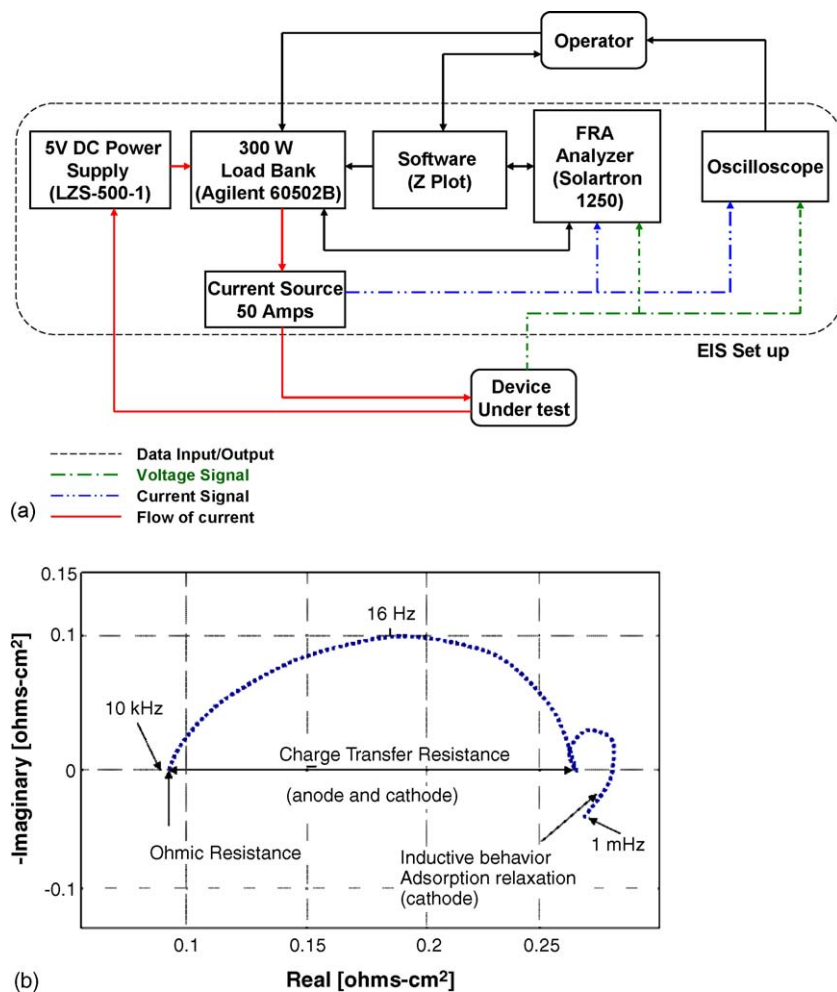 Operator
5V DC Power
Supply
(LZS-500-1)
300 W
Load Bank
(Agilent 60502B)
Software
(Z Plot)
FRA
Analyzer
(Solartron
1250)
Oscilloscope
Current Source
50 Amps
EIS Set up
Device
Under test
Data Input/Output
Voltage Signal
Current Signal
Flow of current
(a)
0.15
16 Hz
0.1
10 kHz
Charge Transfer Resistance
0
(anode and cathode)
Ohmic Resistance
1 mHz
Inductive behavior
Adsorption relaxation
(cathode)
-0.1
-Imaginary [ohms-cm²]
0.1
0.15
0.2
0.25
Real [ohms-cm²]
(b)